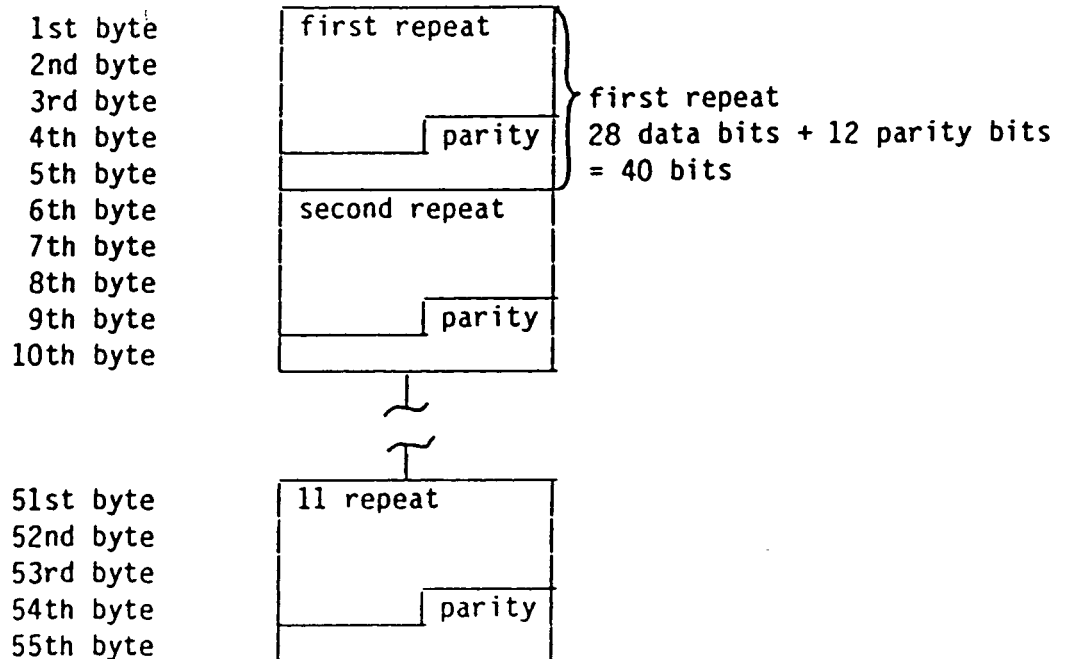 1st byte first repeat
2nd byte
3rd byte first repeat
4th byte parity 28 data bits + 12 parity bits
5th byte = 40 bits
6th byte second repeat
7th byte
8th byte
9th byte parity
10th byte
51st byte 11 repeat
52nd byte
53rd byte
54th byte parity
55th byte